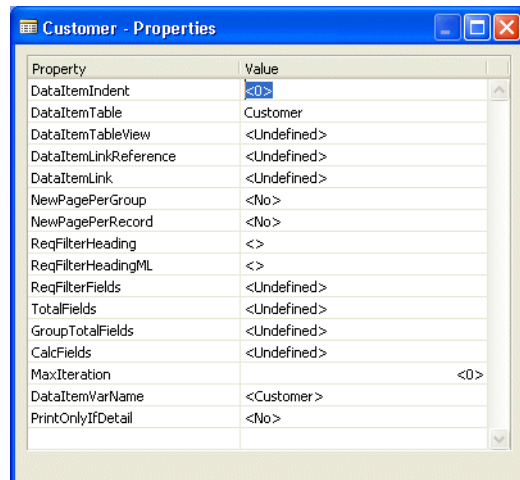 Customer - Properties
Property Value
DataItemIndent <0>
DataItemTable Customer
DataItemTableView <Undefined>
DataItemLinkReference <Undefined>
DataItemLink <Undefined>
NewPagePerGroup <No>
NewPagePerRecord <No>
ReqFilterHeading <>
ReqFilterHeadingML <>
ReqFilterFields <Undefined>
TotalFields <Undefined>
GroupTotalFields <Undefined>
CalcFields <Undefined>
MaxIteration <0>
DataItemVarName <Customer>
PrintOnlyIfDetail <No>